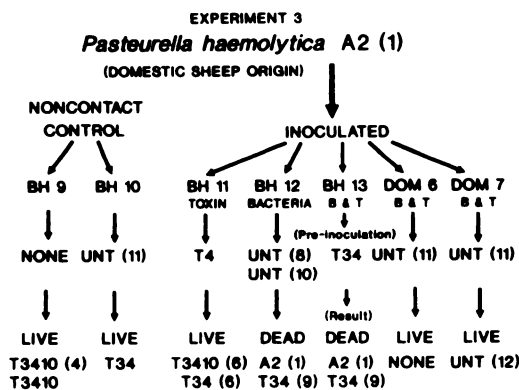 EXPERIMENT 3
Pasteurella haemolytica A2 (1)
(DOMESTIC SHEEP ORIGIN)
NONCONTACT
CONTROL
INOCULATED
BH 9 BH 10 BH 11 BH 12 BH 13 DOM 6 DOM 7
TOXIN BACTERIA B & T B & T B & T
(Pre-inoculation)
NONE UNT (11) T4 UNT (8) T34 UNT (11) UNT (11)
UNT (10)
(Result)
LIVE LIVE LIVE DEAD DEAD LIVE LIVE
T3410 (4) T34 T3410 (6) A2 (1) A2 (1) NONE UNT (12)
T3410 T34 (6) T34 (9) T34 (9)